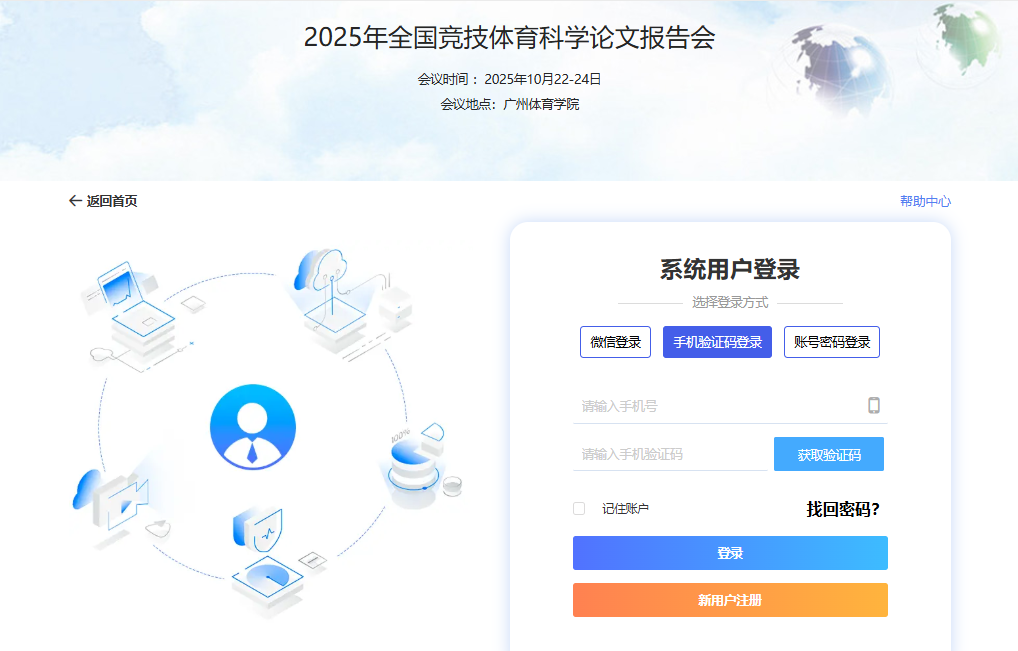 2025年全国竞技体育科学论文报告会
会议时间： 2025年10月22-24日
会议地点：广州体育学院
返回首页
帮助中心
系统用户登录
选择登录方式
微信登录 手机验证码登录 账号密码登录
请输入手机号
请输入手机验证码 获取验证码
记住账户 找回密码?
登录
新用户注册
100%